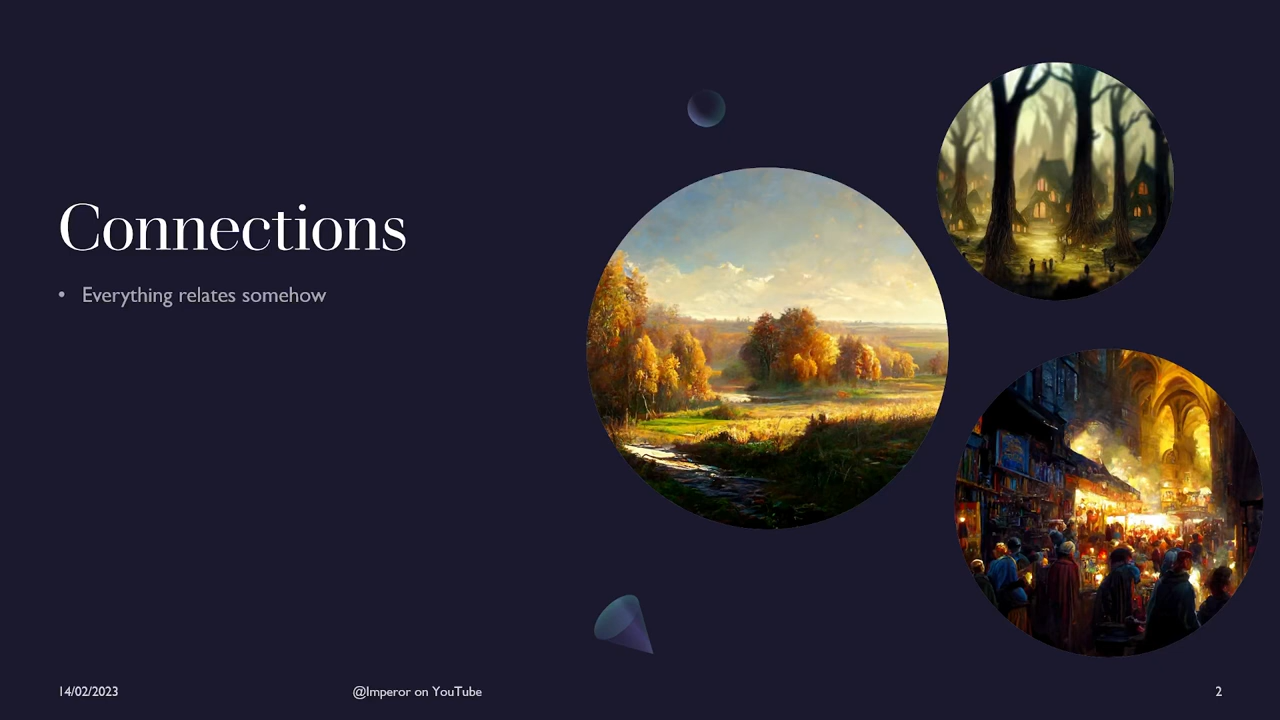 Connections
• Everything relates somehow
14/02/2023
@Imperor on YouTube
2